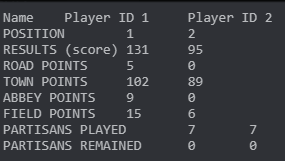 Name Player ID 1 Player ID 2
POSITION 1 2
RESULTS (score) 131 95
ROAD POINTS 5 0
TOWN POINTS 102 89
ABBEY POINTS 9 0
FIELD POINTS 15 6
PARTISANS PLAYED 7 7
PARTISANS REMAINED 0 0